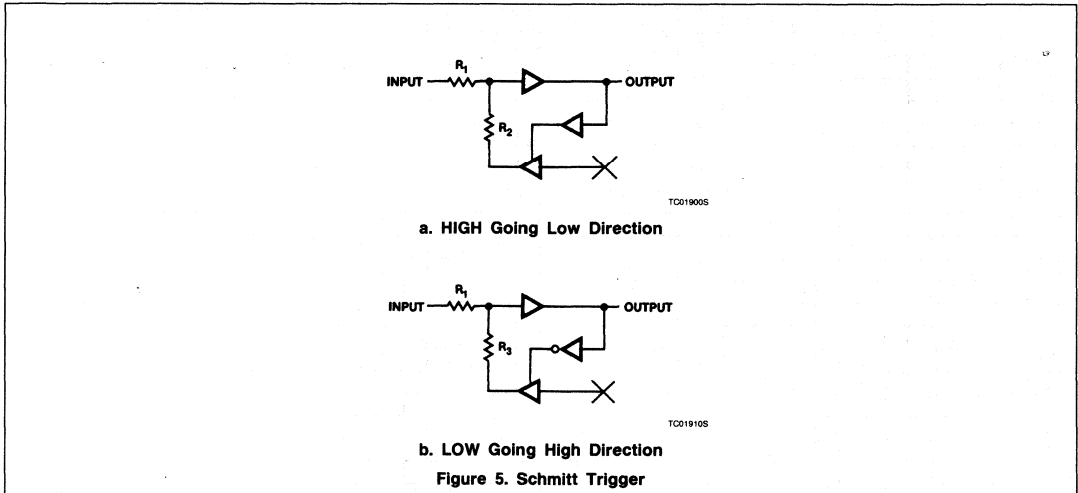 R1
INPUT
OUTPUT
R2
TC01900S
a. HIGH Going Low Direction
R1
INPUT
OUTPUT
R3
TC01910S
b. LOW Going High Direction
Figure 5. Schmitt Trigger